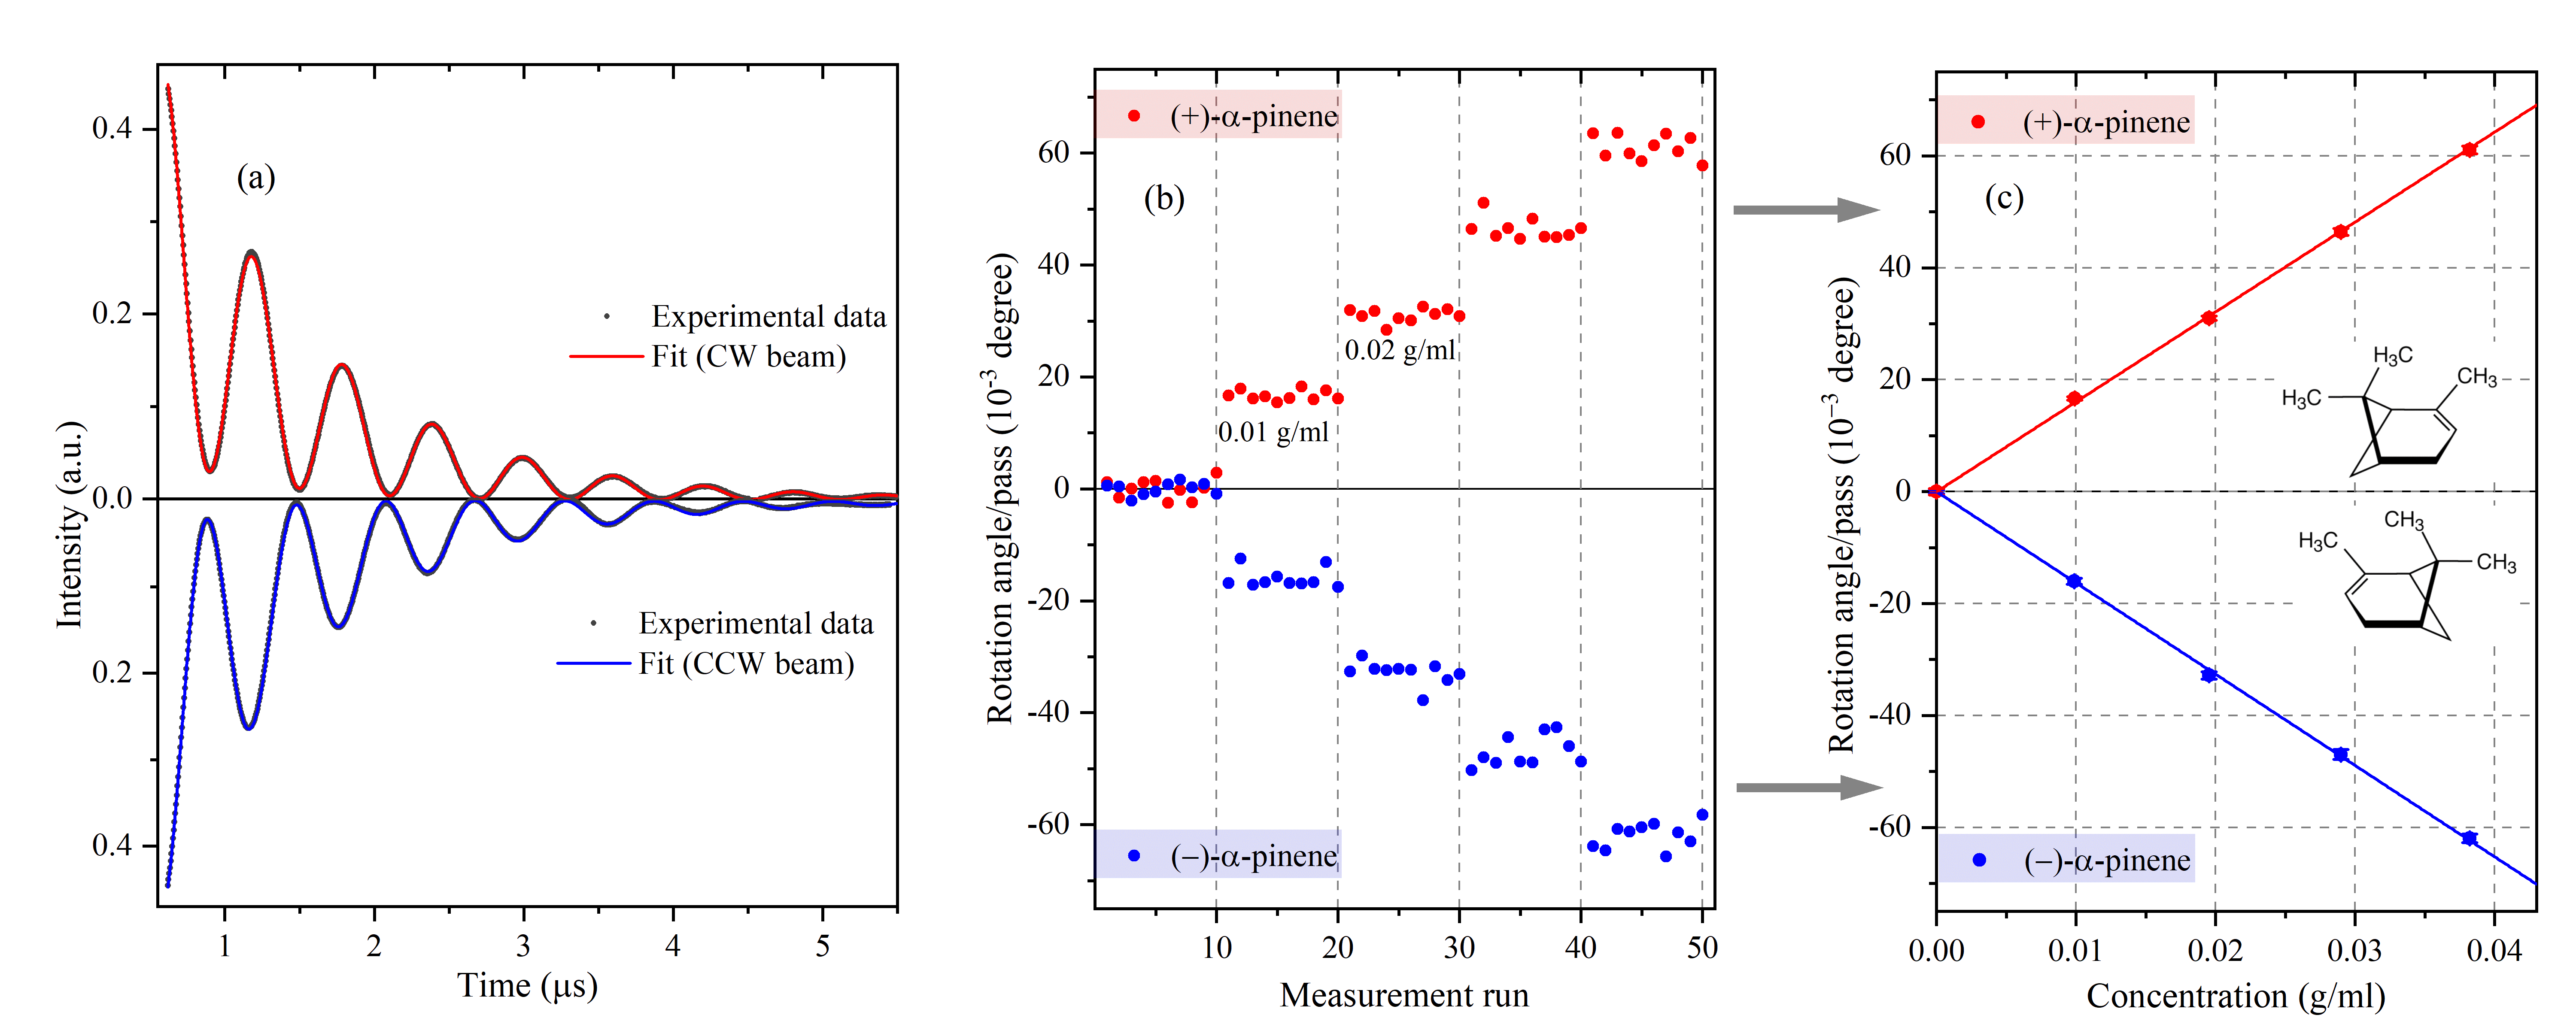 (a)
Experimental data
Fit (CW beam)
Experimental data
Fit (CCW beam)
Intensity (a.u.)
0.4
0.2
0.0
0.2
0.4
1 2 3 4 5
Time (μs)
(+)-α-pinene
(b)
0.02 g/ml
0.01 g/ml
(−)-α-pinene
Rotation angle/pass (10-3 degree)
60
40
20
0
-20
-40
-60
10 20 30 40 50
Measurement run
(+)-α-pinene
(c)
H3C
CH3
H3C
CH3
H3C
CH3
(−)-α-pinene
Rotation angle/pass (10−3 degree)
60
40
20
0
-20
-40
-60
0.00 0.01 0.02 0.03 0.04
Concentration (g/ml)